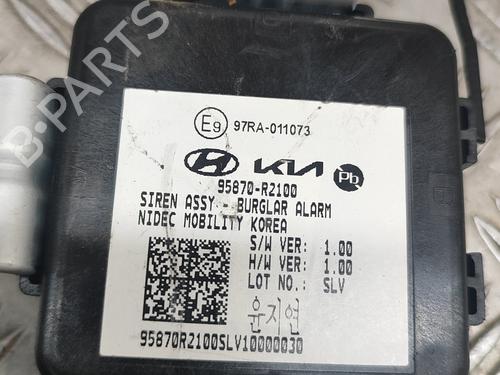 E9 97RA-011073
HYUNDAI KIA Pb
95870-R2100
SIREN ASSY - BURGLAR ALARM
NIDEC MOBILITY KOREA
S/W VER: 1.00
H/W VER: 1.00
LOT NO.: SLV
윤지연
95870R2100SLV10000030
B-PARTS